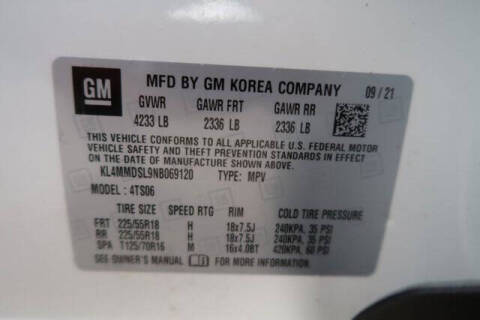 GM
MFD BY GM KOREA COMPANY 09/21
GVWR GAWR FRT GAWR RR
4233 LB 2336 LB 2336 LB
THIS VEHICLE CONFORMS TO ALL APPLICABLE U.S. FEDERAL MOTOR
VEHICLE SAFETY AND THEFT PREVENTION STANDARDS IN EFFECT ON
THE DATE OF MANUFACTURE SHOWN ABOVE.
KL4MMDSL9NB069120 TYPE: MPV
MODEL: 4TS06
TIRE SIZE SPEED RTG RIM COLD TIRE PRESSURE
FRT 225/55R18 H 18x7.5J 240KPA, 35 PSI
RR 225/55R18 H 18x7.5J 240KPA, 35 PSI
SPA T125/70R16 M 16x4.0BT 420KPA, 60 PSI
SEE OWNER'S MANUAL FOR ADDITIONAL INFORMATION.